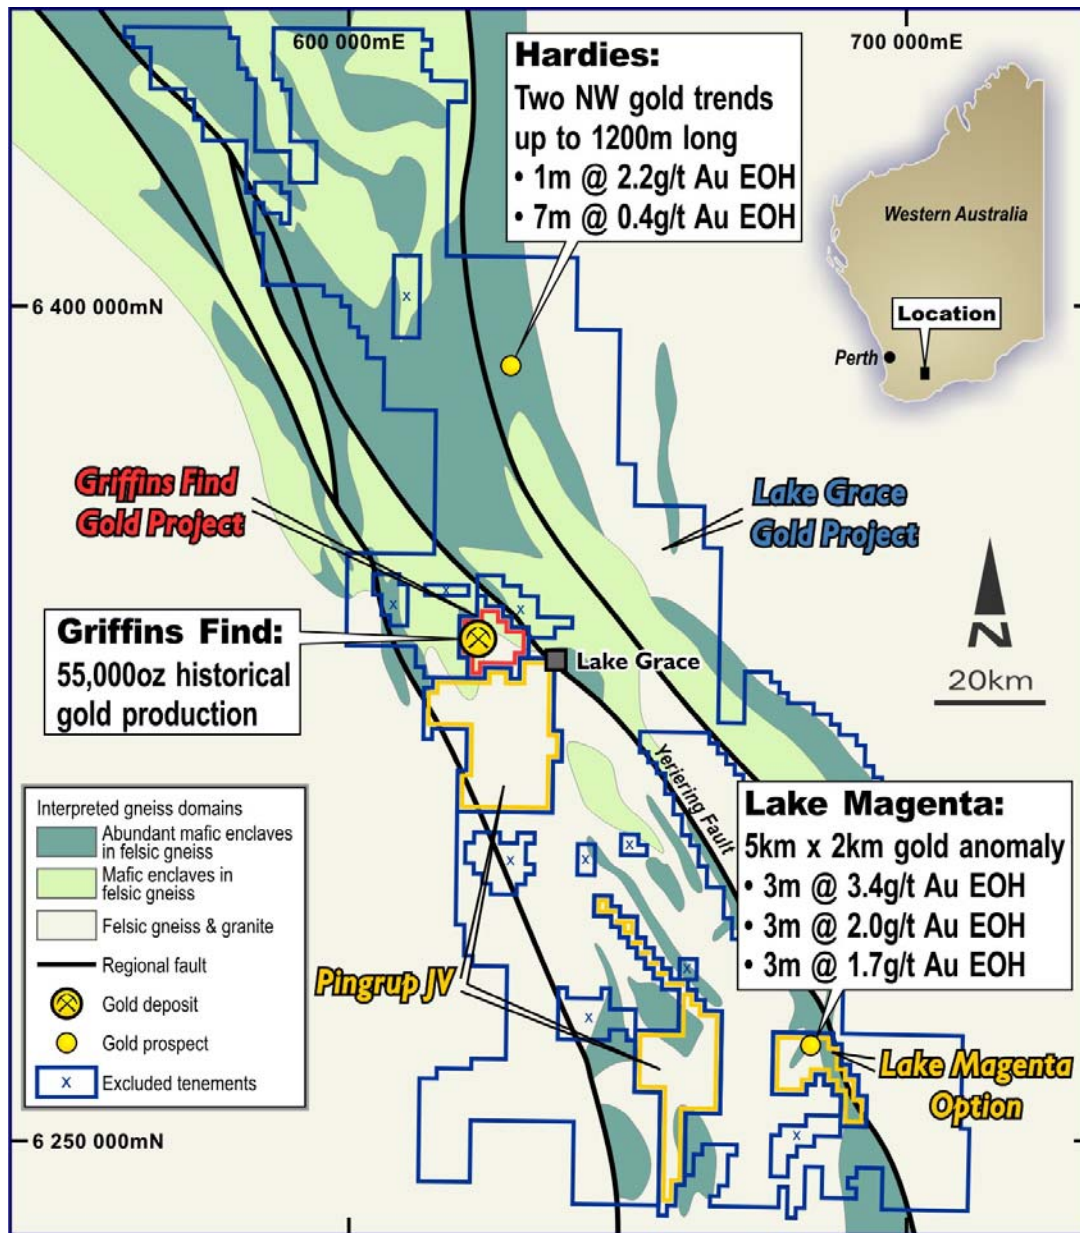 600 000mE
700 000mE
Hardies:
Two NW gold trends
up to 1200m long
• 1m @ 2.2g/t Au EOH
• 7m @ 0.4g/t Au EOH
Western Australia
Location
Perth
6 400 000mN
x
Griffins Find
Gold Project
Lake Grace
Gold Project
x
x
x
Griffins Find:
55,000oz historical
gold production
Lake Grace
N
20km
Yeriering Fault
Interpreted gneiss domains
Abundant mafic enclaves
in felsic gneiss
Mafic enclaves in
felsic gneiss
Felsic gneiss & granite
Regional fault
Gold deposit
Gold prospect
x
Excluded tenements
Lake Magenta:
5km x 2km gold anomaly
• 3m @ 3.4g/t Au EOH
• 3m @ 2.0g/t Au EOH
• 3m @ 1.7g/t Au EOH
x
x
x
x
x
Pingrup JV
Lake Magenta
Option
x
6 250 000mN